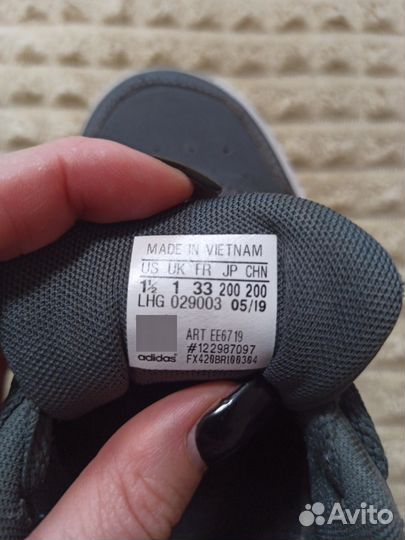 MADE IN VIETNAM
US UK FR JP CHN
1½ 1 33 200 200
LHG 029003 05/19
ART EE6719
#122987097
adidas FX420BR100364
Avito